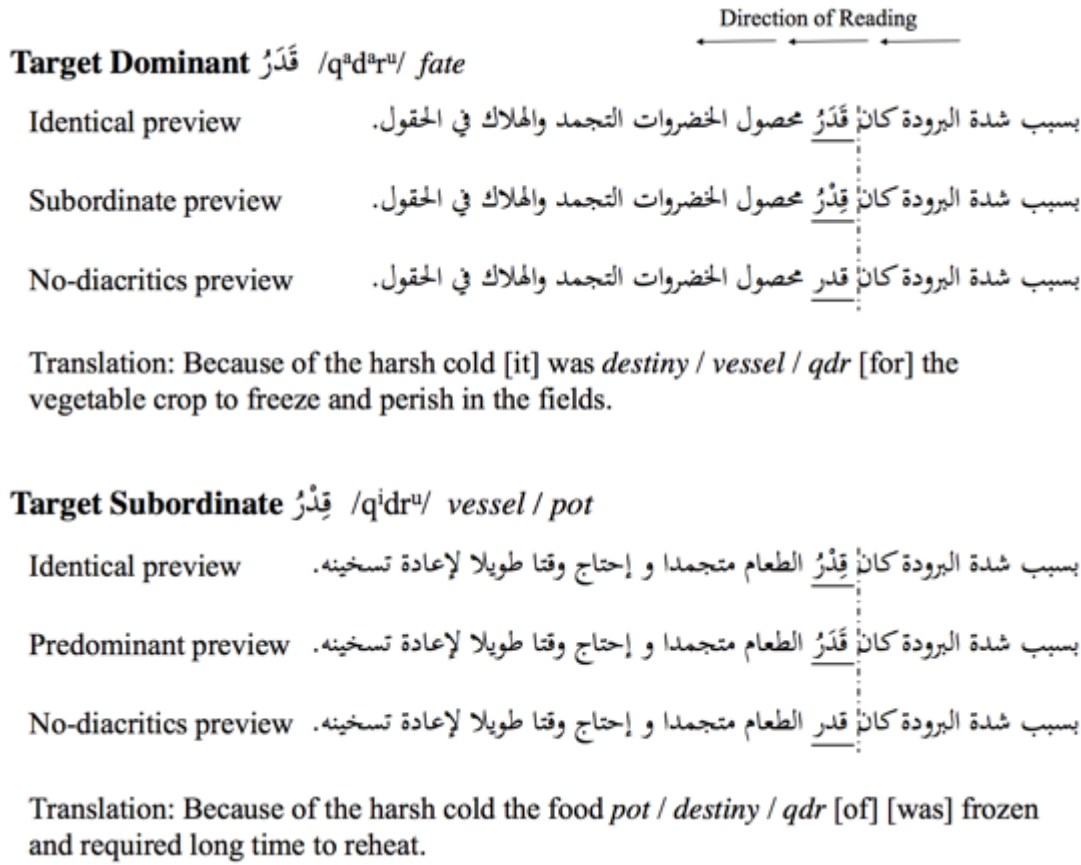 Direction of Reading
Target Dominant قَدَرُ /qᵃdᵃrᵘ/ fate
Identical preview بسبب شدة البرودة كان قَدَرُ محصول الخضروات التجمد والهلاك في الحقول.
Subordinate preview بسبب شدة البرودة كان قِدْرُ محصول الخضروات التجمد والهلاك في الحقول.
No-diacritics preview بسبب شدة البرودة كان قدر محصول الخضروات التجمد والهلاك في الحقول.
Translation: Because of the harsh cold [it] was destiny / vessel / qdr [for] the
vegetable crop to freeze and perish in the fields.
Target Subordinate قِدْرُ /qⁱdrᵘ/ vessel / pot
Identical preview بسبب شدة البرودة كان قِدْرُ الطعام متجمدا و إحتاج وقتا طويلا لإعادة تسخينه.
Predominant preview بسبب شدة البرودة كان قَدَرُ الطعام متجمدا و إحتاج وقتا طويلا لإعادة تسخينه.
No-diacritics preview بسبب شدة البرودة كان قدر الطعام متجمدا و إحتاج وقتا طويلا لإعادة تسخينه.
Translation: Because of the harsh cold the food pot / destiny / qdr [of] [was] frozen
and required long time to reheat.